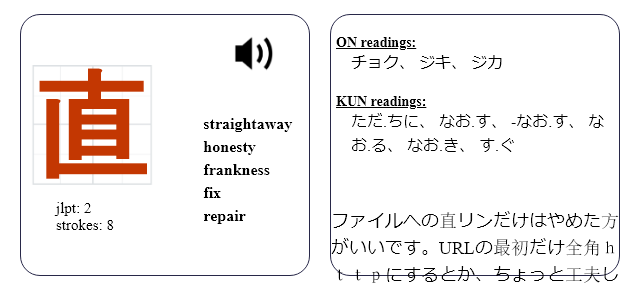 直
jlpt: 2
strokes: 8
straightaway
honesty
frankness
fix
repair
ON readings:
チョク、 ジキ、 ジカ
KUN readings:
ただ.ちに、 なお.す、 -なお.す、 な
お.る、 なお.き、 す.ぐ
ファイルへの直リンだけはやめた方
がいいです。URLの最初だけ全角ｈ
ｔｔｐにするとか、ちょっと工夫し